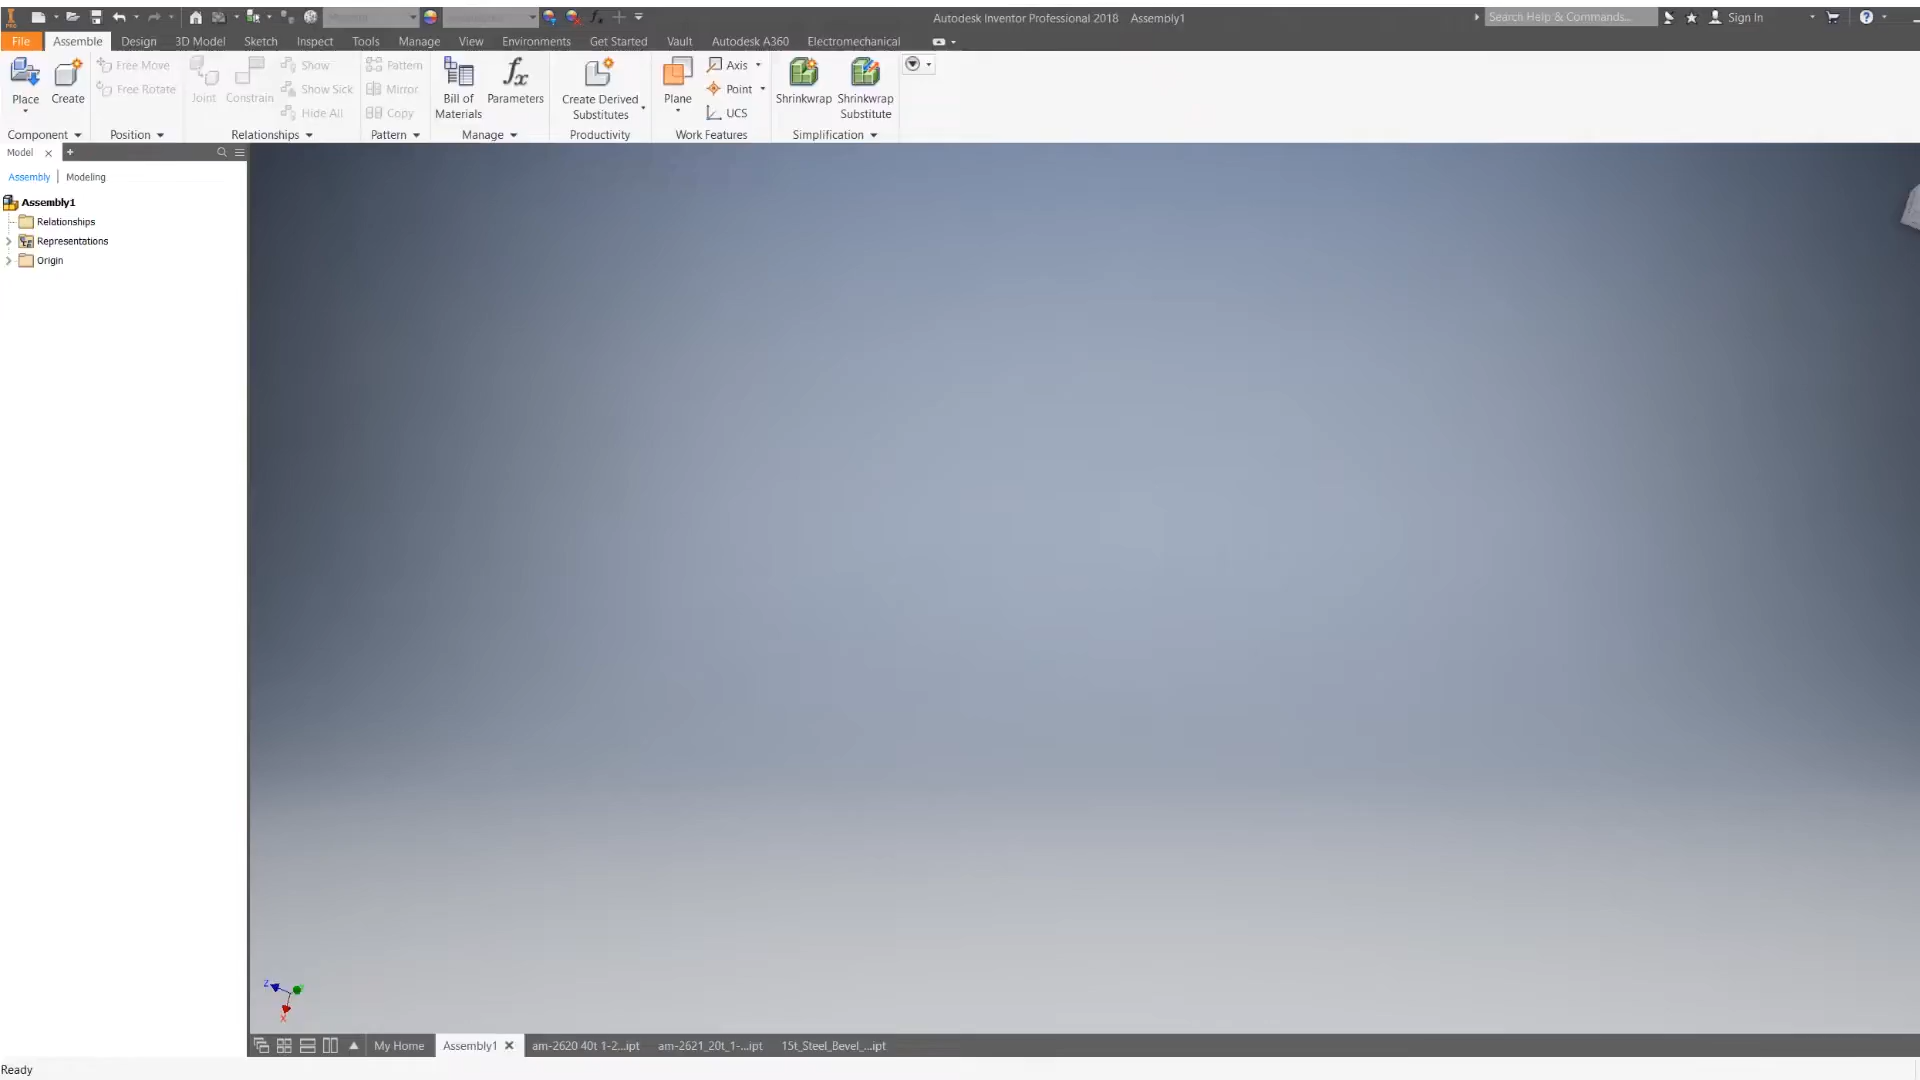 Autodesk Inventor Professional 2018 Assembly1
Search Help & Commands...
Sign In
File Assemble Design 3D Model Sketch Inspect Tools Manage View Environments Get Started Vault Autodesk A360 Electromechanical
Place
Create
Free Move
Free Rotate
Joint
Constrain
Show
Show Sick
Hide All
Pattern
Mirror
Copy
Bill of
Materials
Parameters
Create Derived
Substitutes
Plane
Axis
Point
UCS
Shrinkwrap
Shrinkwrap
Substitute
Component Position Relationships Pattern Manage Productivity Work Features Simplification
Model
Assembly Modeling
Assembly1
Relationships
Representations
Origin
Z
X
My Home Assembly1 am-2620 40t 1-2...ipt am-2621_20t_1-...ipt 15t_Steel_Bevel_...ipt
Ready